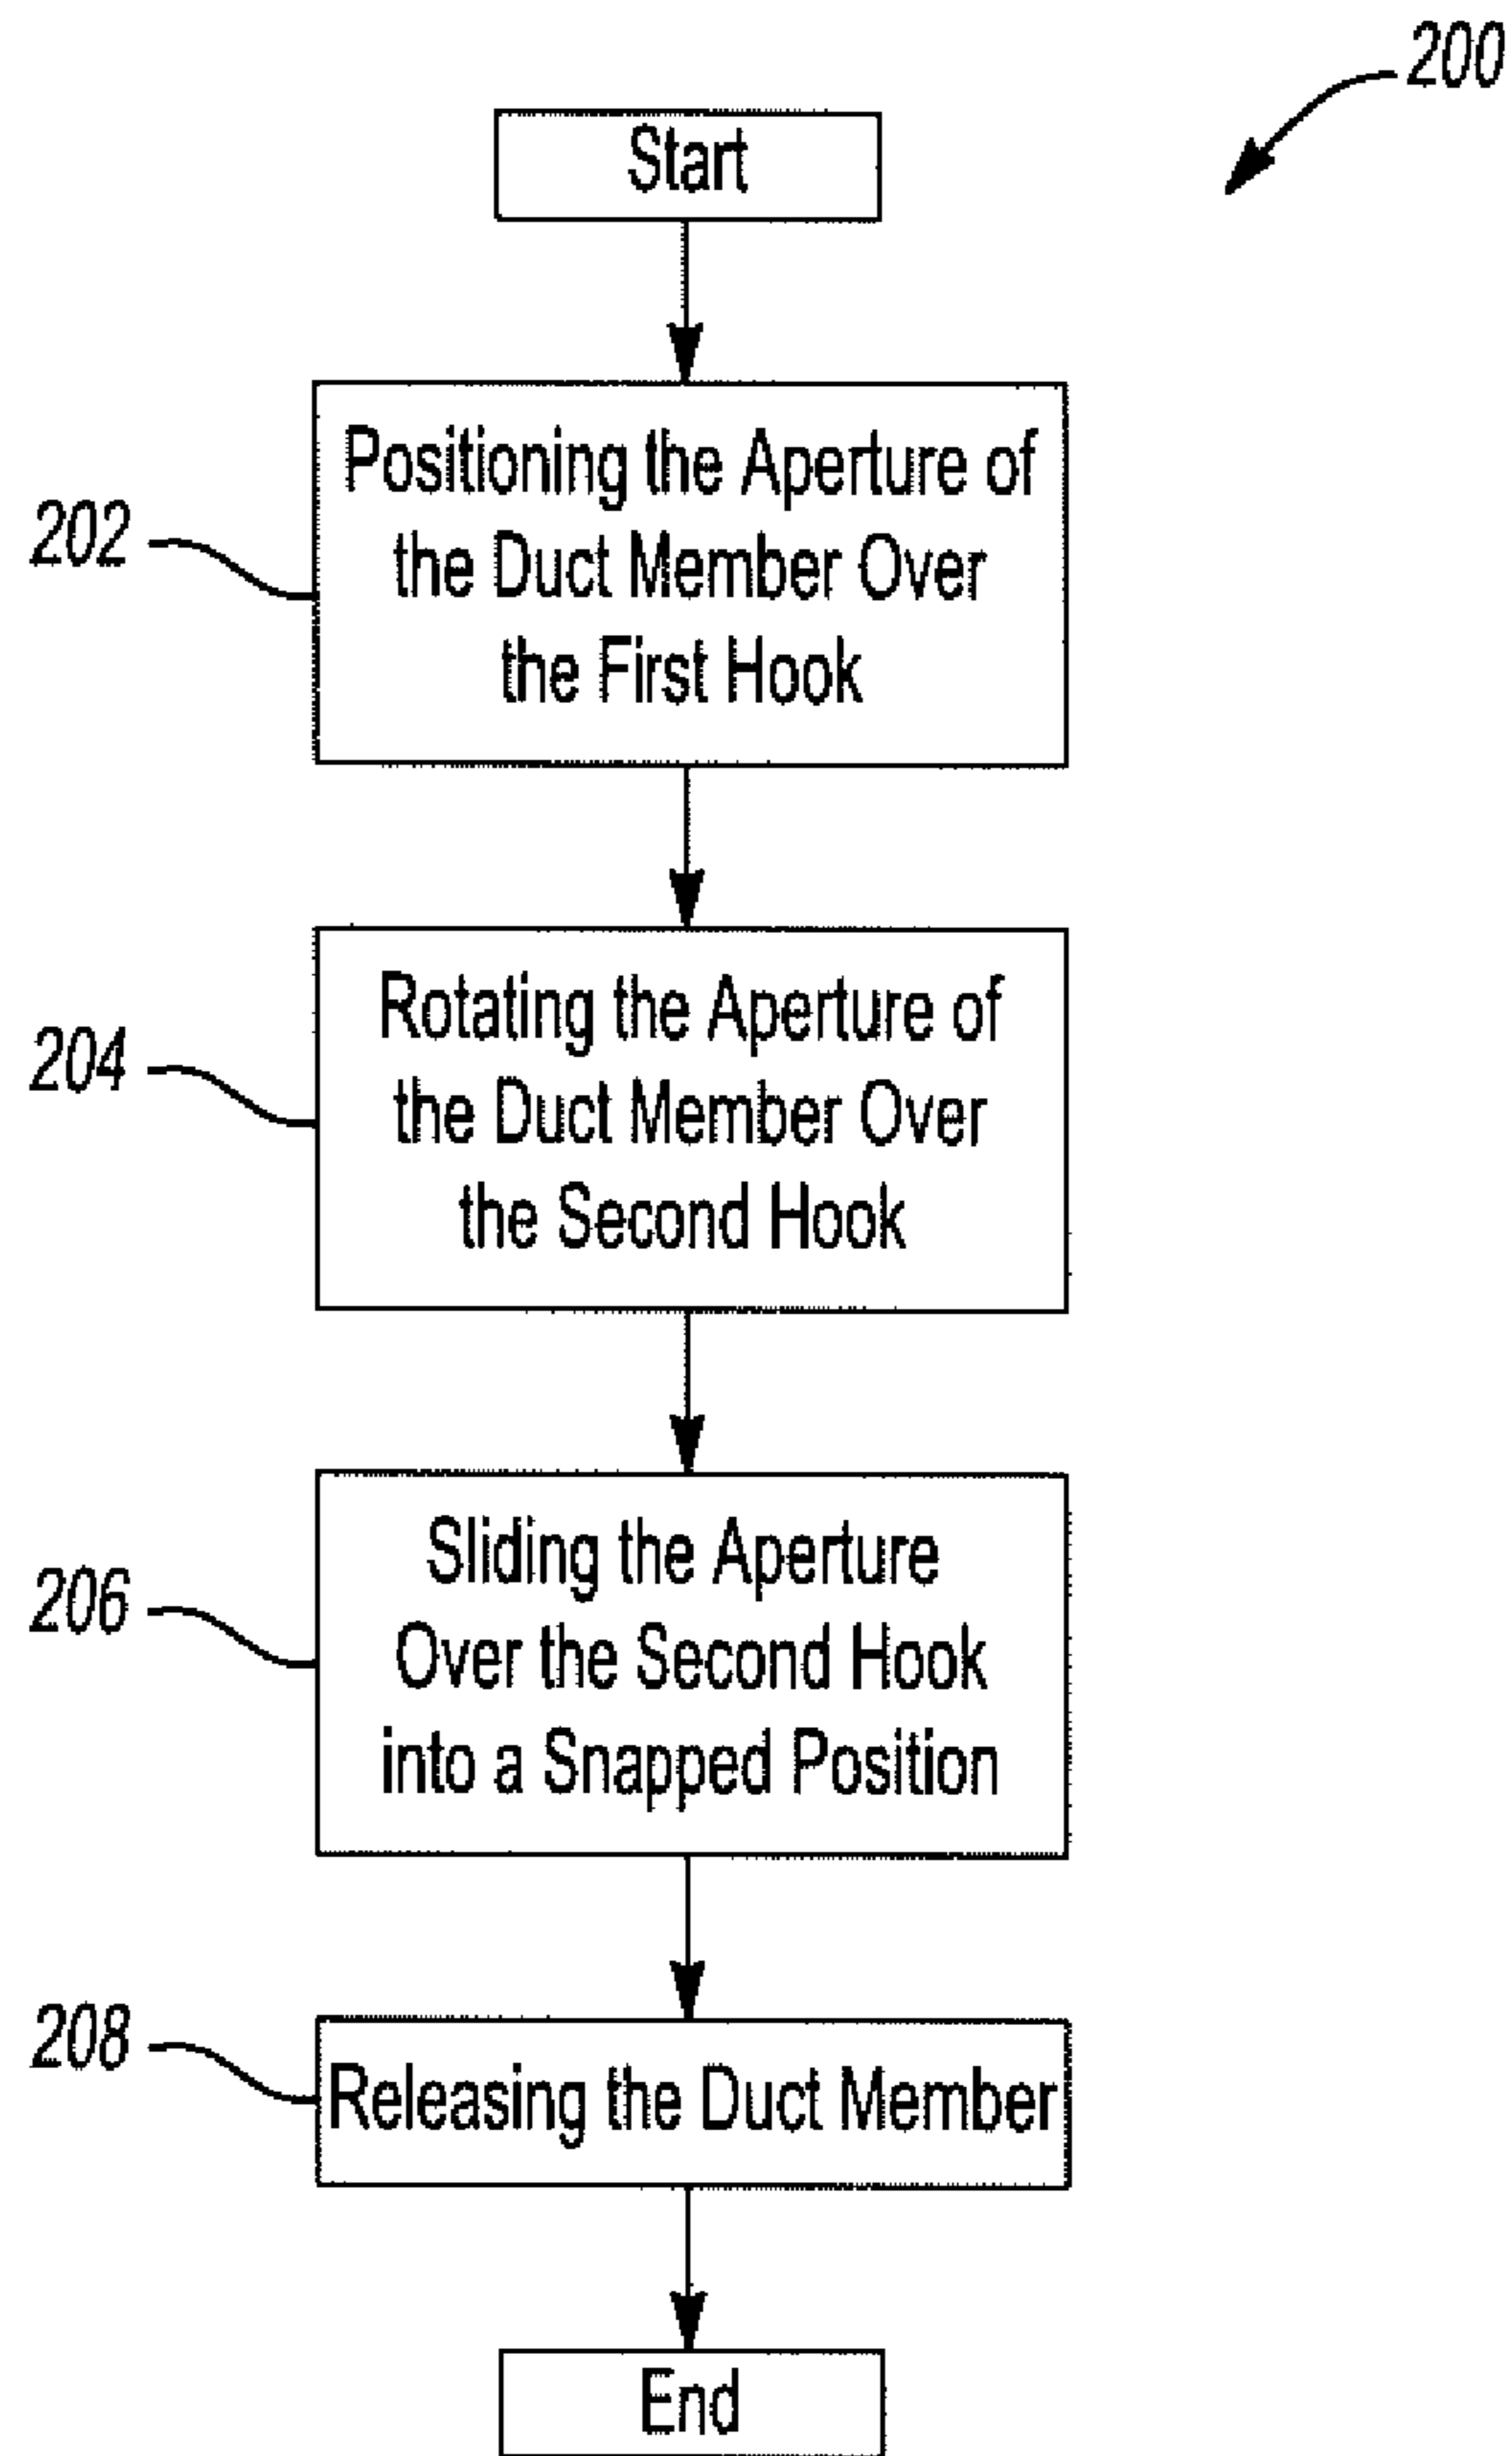 200
Start
202
Positioning the Aperture of
the Duct Member Over
the First Hook
204
Rotating the Aperture of
the Duct Member Over
the Second Hook
206
Sliding the Aperture
Over the Second Hook
into a Snapped Position
208
Releasing the Duct Member
End